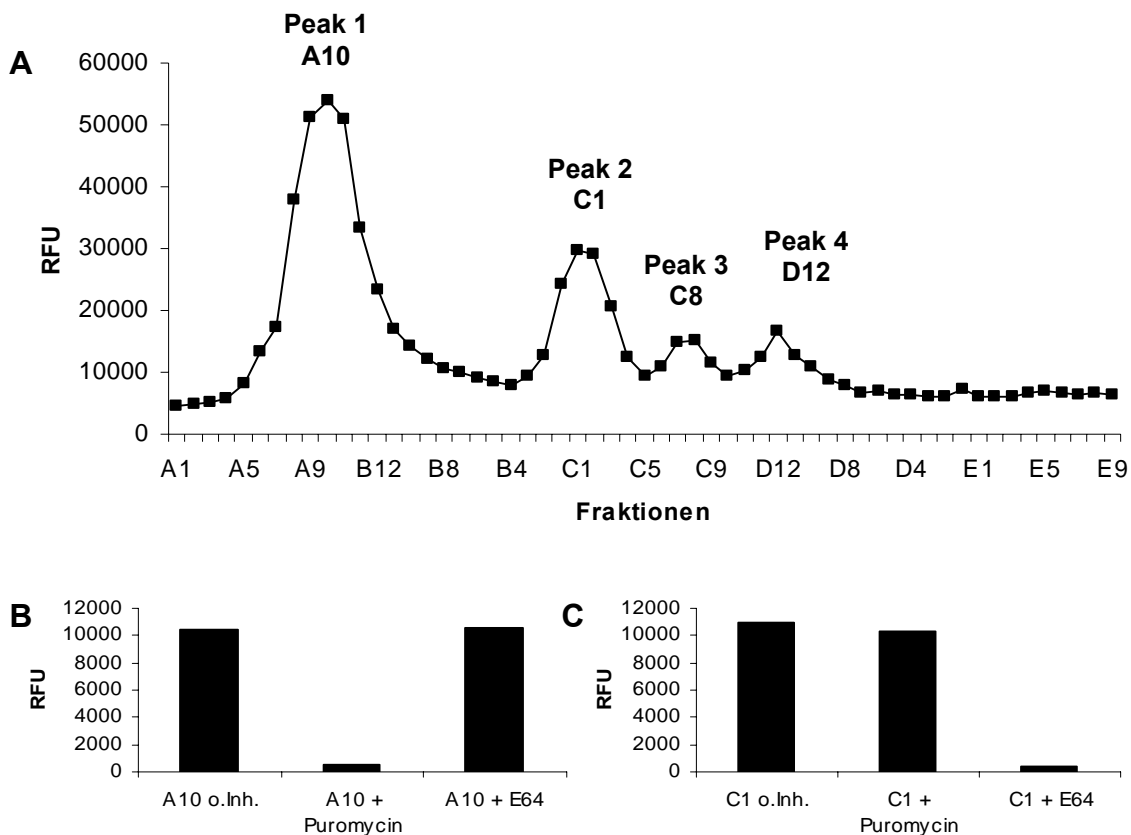 A
Peak 1
A10
60000
50000
40000
30000
20000
10000
0
RFU
Peak 2
C1
Peak 3
C8
Peak 4
D12
A1 A5 A9 B12 B8 B4 C1 C5 C9 D12 D8 D4 E1 E5 E9
Fraktionen
B
12000
10000
8000
6000
4000
2000
0
RFU
A10 o.Inh. A10 + A10 + E64
Puromycin
C
12000
10000
8000
6000
4000
2000
0
RFU
C1 o.Inh. C1 + C1 + E64
Puromycin